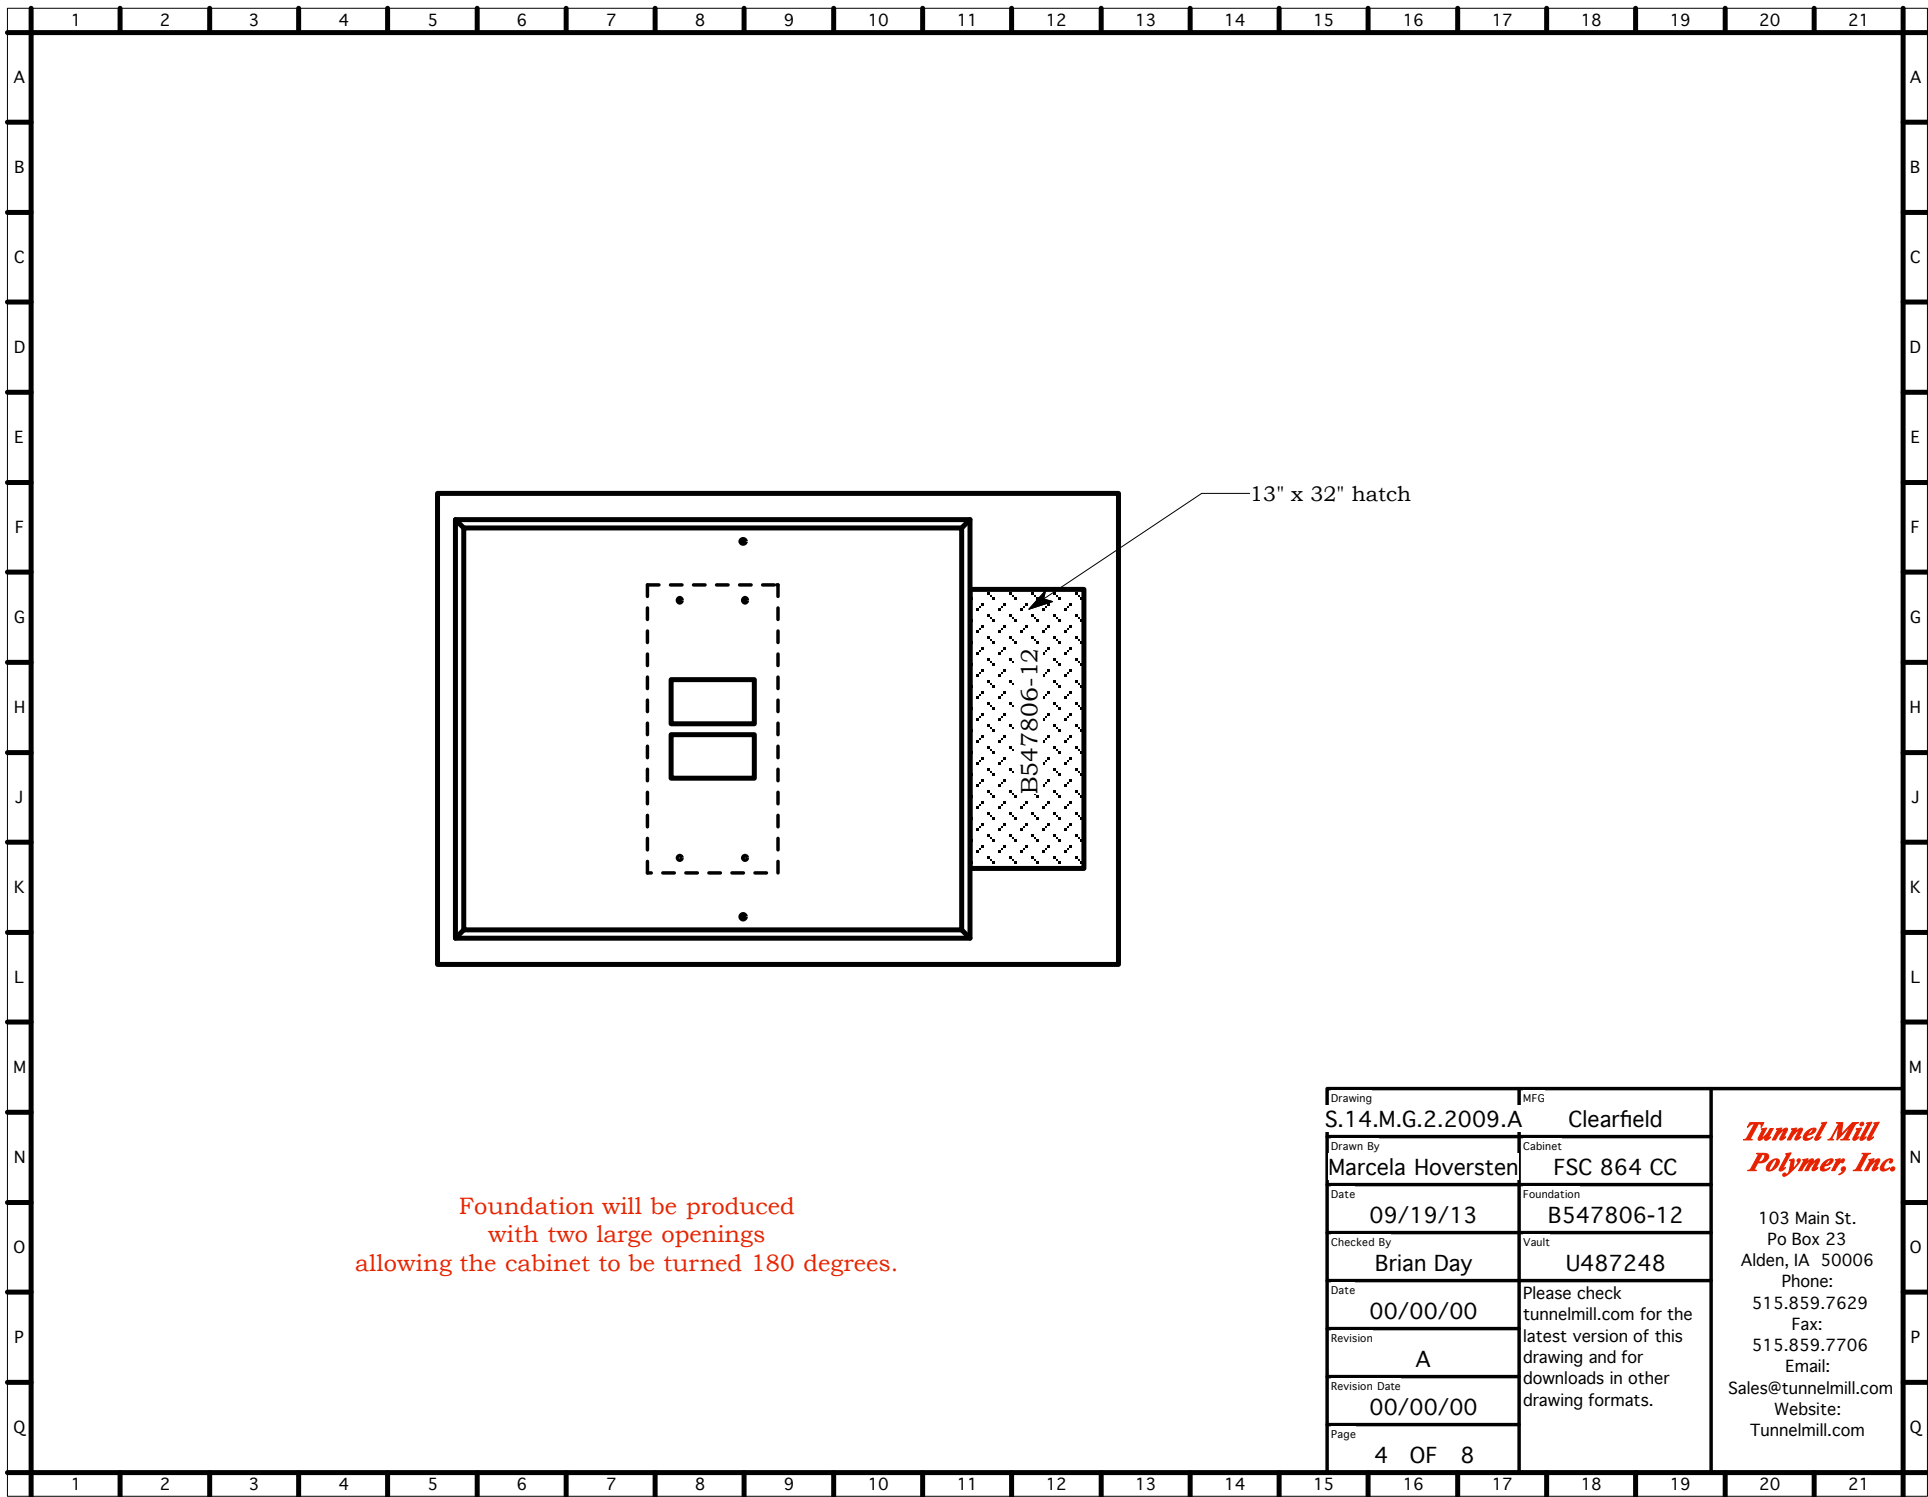 1 2 3 4 5 6 7 8 9 10 11 12 13 14 15 16 17 18 19 20 21
A A
B B
C C
D D
E E
F F
G G
H H
J J
K K
L L
M M
N N
O O
P P
Q Q
13" x 32" hatch
B547806-12
Foundation will be produced
with two large openings
allowing the cabinet to be turned 180 degrees.
Drawing
S.14.M.G.2.2009.A
MFG
Clearfield
Drawn By
Marcela Hoversten
Cabinet
FSC 864 CC
Date
09/19/13
Foundation
B547806-12
Checked By
Brian Day
Vault
U487248
Date
00/00/00
Revision
A
Revision Date
00/00/00
Page
4 OF 8
Please check
tunnelmill.com for the
latest version of this
drawing and for
downloads in other
drawing formats.
Tunnel Mill
Polymer, Inc.
103 Main St.
Po Box 23
Alden, IA 50006
Phone:
515.859.7629
Fax:
515.859.7706
Email:
Sales@tunnelmill.com
Website:
Tunnelmill.com
1 2 3 4 5 6 7 8 9 10 11 12 13 14 15 16 17 18 19 20 21